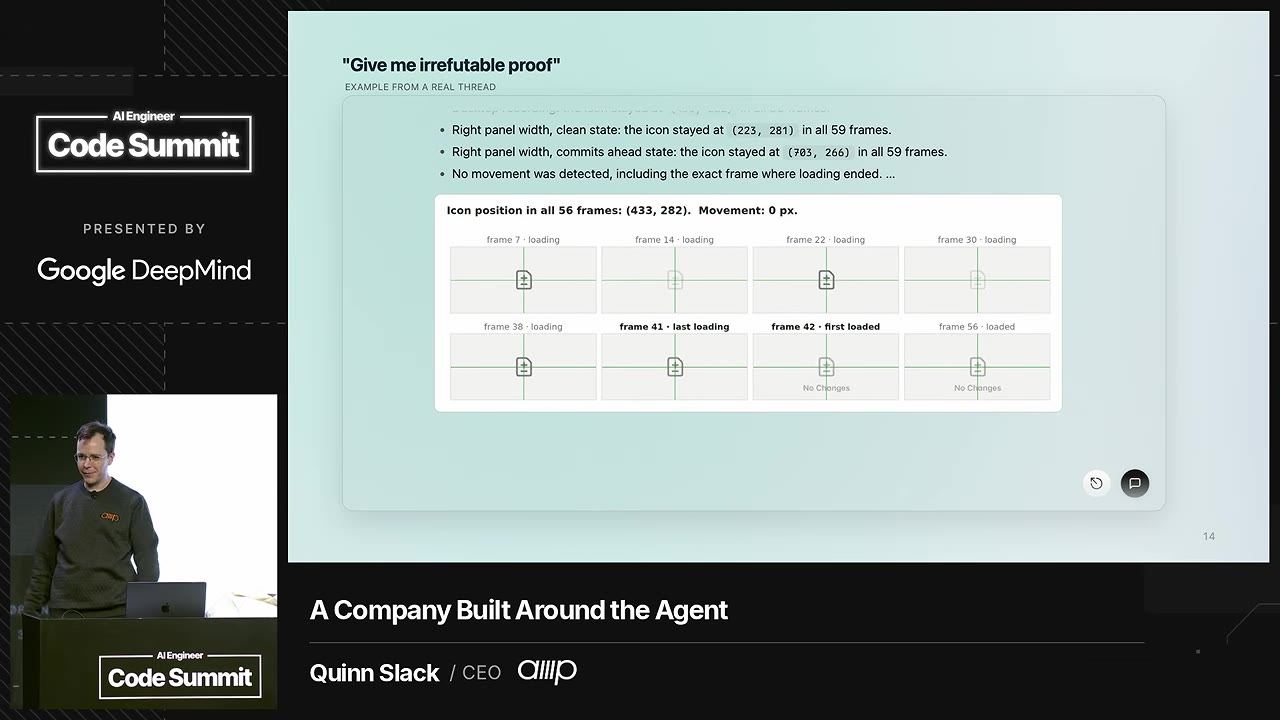 AI Engineer
Code Summit
PRESENTED BY
Google DeepMind
"Give me irrefutable proof"
EXAMPLE FROM A REAL THREAD
• Right panel width, clean state: the icon stayed at (223, 281) in all 59 frames.
• Right panel width, commits ahead state: the icon stayed at (703, 266) in all 59 frames.
• No movement was detected, including the exact frame where loading ended. ...
Icon position in all 56 frames: (433, 282). Movement: 0 px.
frame 7 · loading
frame 14 · loading
frame 22 · loading
frame 30 · loading
frame 38 · loading
frame 41 · last loading
frame 42 · first loaded
frame 56 · loaded
No Changes
No Changes
14
amp
AI Engineer
Code Summit
A Company Built Around the Agent
Quinn Slack / CEO amp